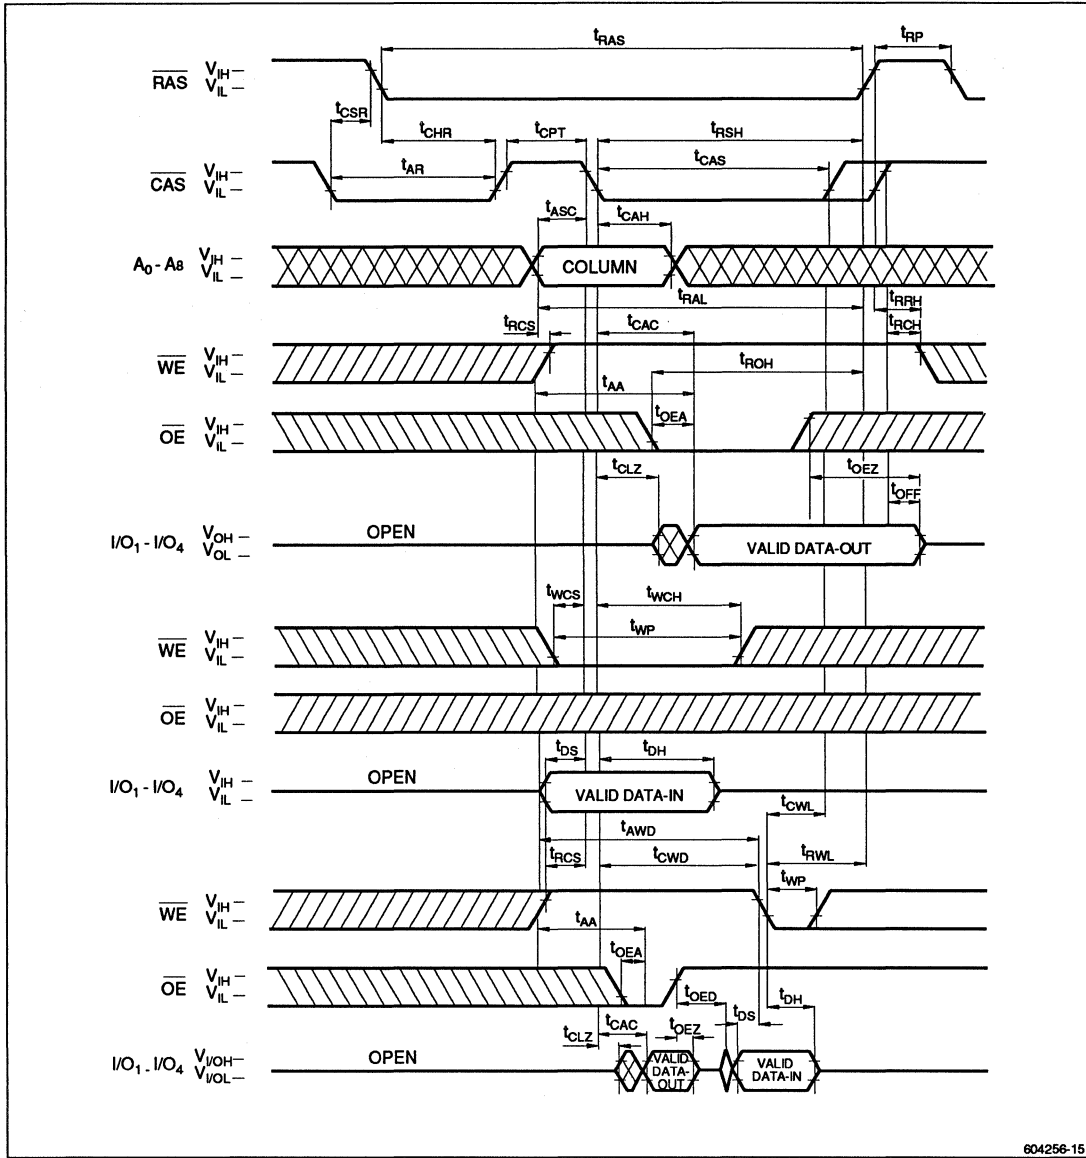 tRAS
tRP
RAS VIH VIL
tCSR
tCHR
tCPT
tRSH
tAR
tCAS
CAS VIH VIL
tASC
tCAH
A0 - A8 VIH VIL
COLUMN
tRAL
tRRH
tRCS
tCAC
tRCH
WE VIH VIL
tROH
tAA
tOEA
OE VIH VIL
tCLZ
tOEZ
tOFF
I/O1 - I/O4 VOH VOL
OPEN
VALID DATA-OUT
tWCS
tWCH
tWP
WE VIH VIL
OE VIH VIL
tDS
tDH
I/O1 - I/O4 VIH VIL
OPEN
VALID DATA-IN
tCWL
tAWD
tRCS
tCWD
tRWL
tWP
WE VIH VIL
tAA
tOEA
OE VIH VIL
tOED
tDS
tDH
tCLZ
tCAC
tOEZ
I/O1 - I/O4 VI/OH VI/OL
OPEN
VALID
DATA-
OUT
VALID
DATA-IN
604256-15